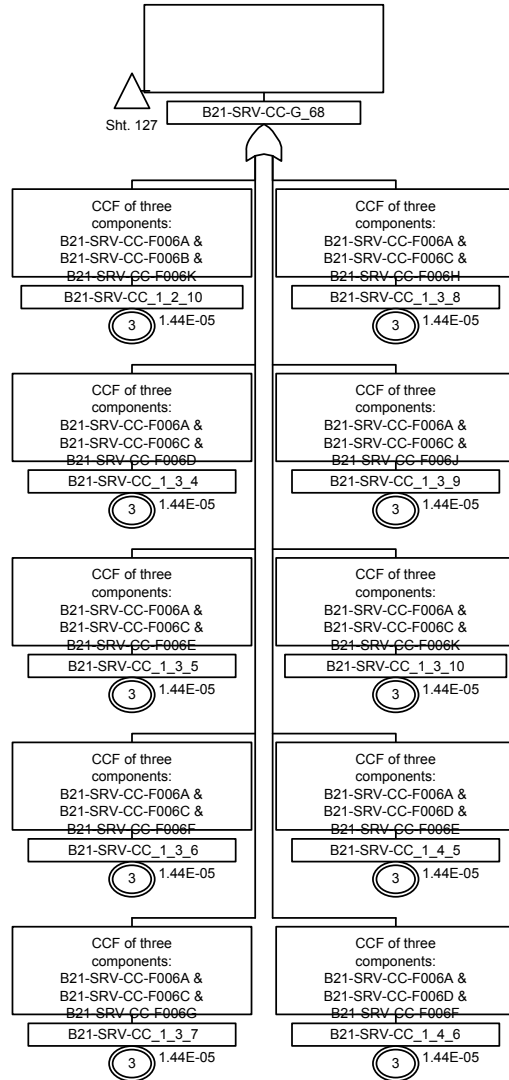 Sht. 127
B21-SRV-CC-G_68
CCF of three
components:
B21-SRV-CC-F006A &
B21-SRV-CC-F006B &
B21-SRV-CC-F006K
B21-SRV-CC_1_2_10
3
1.44E-05
CCF of three
components:
B21-SRV-CC-F006A &
B21-SRV-CC-F006C &
B21-SRV-CC-F006H
B21-SRV-CC_1_3_8
3
1.44E-05
CCF of three
components:
B21-SRV-CC-F006A &
B21-SRV-CC-F006C &
B21-SRV-CC-F006D
B21-SRV-CC_1_3_4
3
1.44E-05
CCF of three
components:
B21-SRV-CC-F006A &
B21-SRV-CC-F006C &
B21-SRV-CC-F006J
B21-SRV-CC_1_3_9
3
1.44E-05
CCF of three
components:
B21-SRV-CC-F006A &
B21-SRV-CC-F006C &
B21-SRV-CC-F006E
B21-SRV-CC_1_3_5
3
1.44E-05
CCF of three
components:
B21-SRV-CC-F006A &
B21-SRV-CC-F006C &
B21-SRV-CC-F006K
B21-SRV-CC_1_3_10
3
1.44E-05
CCF of three
components:
B21-SRV-CC-F006A &
B21-SRV-CC-F006C &
B21-SRV-CC-F006F
B21-SRV-CC_1_3_6
3
1.44E-05
CCF of three
components:
B21-SRV-CC-F006A &
B21-SRV-CC-F006D &
B21-SRV-CC-F006E
B21-SRV-CC_1_4_5
3
1.44E-05
CCF of three
components:
B21-SRV-CC-F006A &
B21-SRV-CC-F006C &
B21-SRV-CC-F006G
B21-SRV-CC_1_3_7
3
1.44E-05
CCF of three
components:
B21-SRV-CC-F006A &
B21-SRV-CC-F006D &
B21-SRV-CC-F006F
B21-SRV-CC_1_4_6
3
1.44E-05